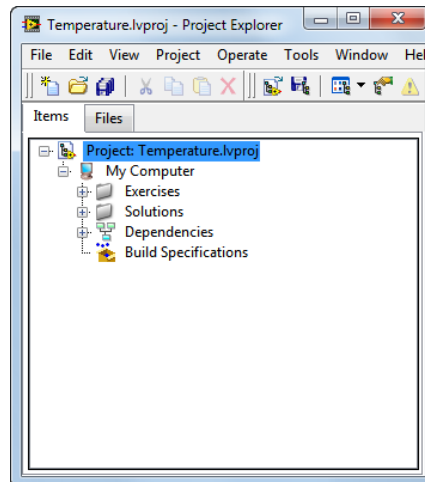 Temperature.lvproj - Project Explorer
File Edit View Project Operate Tools Window Hel
Items Files
Project: Temperature.lvproj
My Computer
Exercises
Solutions
Dependencies
Build Specifications